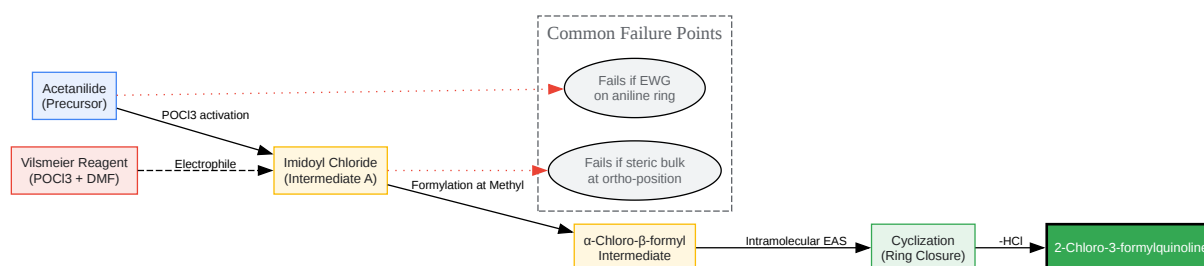 Common Failure Points
Acetanilide
(Precursor)
Fails if EWG
on aniline ring
POCl3 activation
Vilsmeier Reagent
(POCl3 + DMF)
Electrophile
Imidoyl Chloride
(Intermediate A)
Fails if steric bulk
at ortho-position
Formylation at Methyl
α-Chloro-β-formyl
Intermediate
Intramolecular EAS
Cyclization
(Ring Closure)
-HCl
2-Chloro-3-formylquinoline